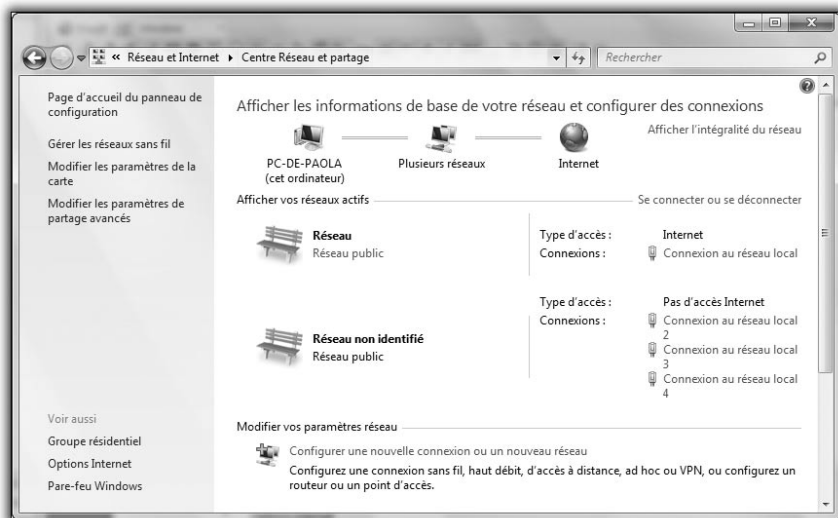 « Réseau et Internet ▸ Centre Réseau et partage
Rechercher
Page d'accueil du panneau de
configuration
Gérer les réseaux sans fil
Modifier les paramètres de la
carte
Modifier les paramètres de
partage avancés
Voir aussi
Groupe résidentiel
Options Internet
Pare-feu Windows
Afficher les informations de base de votre réseau et configurer des connexions
Afficher l'intégralité du réseau
PC-DE-PAOLA
(cet ordinateur)
Plusieurs réseaux
Internet
Afficher vos réseaux actifs
Se connecter ou se déconnecter
Réseau
Réseau public
Type d'accès : Internet
Connexions : Connexion au réseau local
Réseau non identifié
Réseau public
Type d'accès : Pas d'accès Internet
Connexions : Connexion au réseau local
2
Connexion au réseau local
3
Connexion au réseau local
4
Modifier vos paramètres réseau
Configurer une nouvelle connexion ou un nouveau réseau
Configurez une connexion sans fil, haut débit, d'accès à distance, ad hoc ou VPN, ou configurez un
routeur ou un point d'accès.